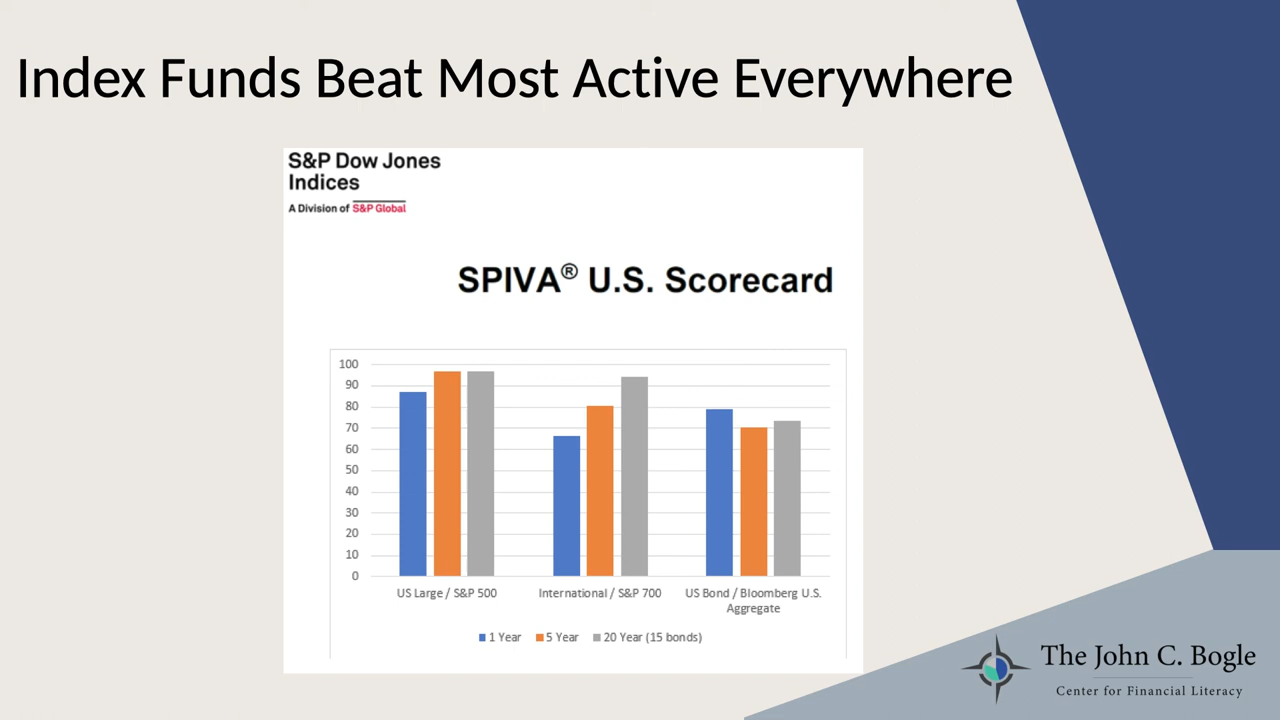 Index Funds Beat Most Active Everywhere
S&P Dow Jones
Indices
A Division of S&P Global
SPIVA® U.S. Scorecard
100
90
80
70
60
50
40
30
20
10
0
US Large / S&P 500
International / S&P 700
US Bond / Bloomberg U.S.
Aggregate
1 Year
5 Year
20 Year (15 bonds)
The John C. Bogle
Center for Financial Literacy